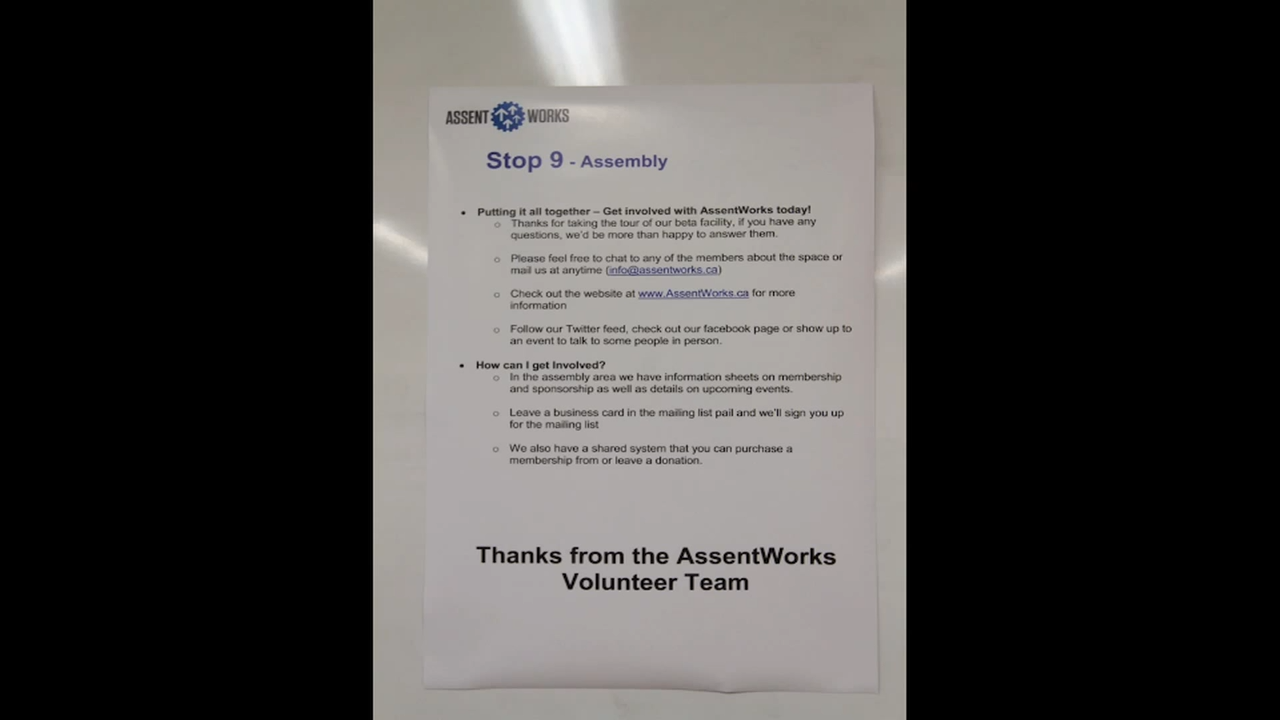 ASSENT WORKS
Stop 9 - Assembly
• Putting it all together – Get involved with AssentWorks today!
○ Thanks for taking the tour of our beta facility, if you have any
questions, we'd be more than happy to answer them.
○ Please feel free to chat to any of the members about the space or
mail us at anytime (info@assentworks.ca)
○ Check out the website at www.AssentWorks.ca for more
information
○ Follow our Twitter feed, check out our facebook page or show up to
an event to talk to some people in person.
• How can I get Involved?
○ In the assembly area we have information sheets on membership
and sponsorship as well as details on upcoming events.
○ Leave a business card in the mailing list pail and we'll sign you up
for the mailing list
○ We also have a shared system that you can purchase a
membership from or leave a donation.
Thanks from the AssentWorks
Volunteer Team